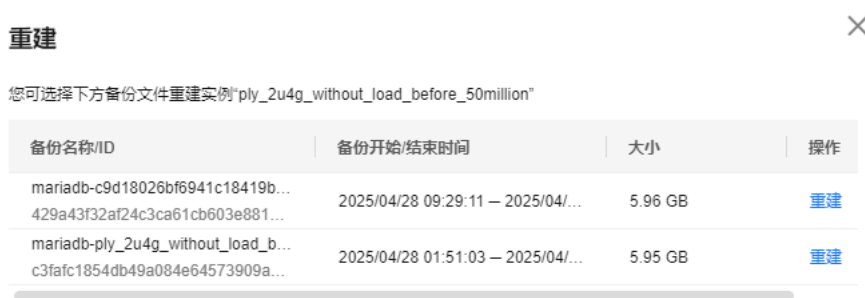 重建
您可选择下方备份文件重建实例“ply_2u4g_without_load_before_50million”
备份名称/ID 备份开始/结束时间 大小 操作
mariadb-c9d18026bf6941c18419b...
429a43f32af24c3ca61cb603e881... 2025/04/28 09:29:11 — 2025/04/... 5.96 GB 重建
mariadb-ply_2u4g_without_load_b...
c3fafc1854db49a084e64573909a... 2025/04/28 01:51:03 — 2025/04/... 5.95 GB 重建